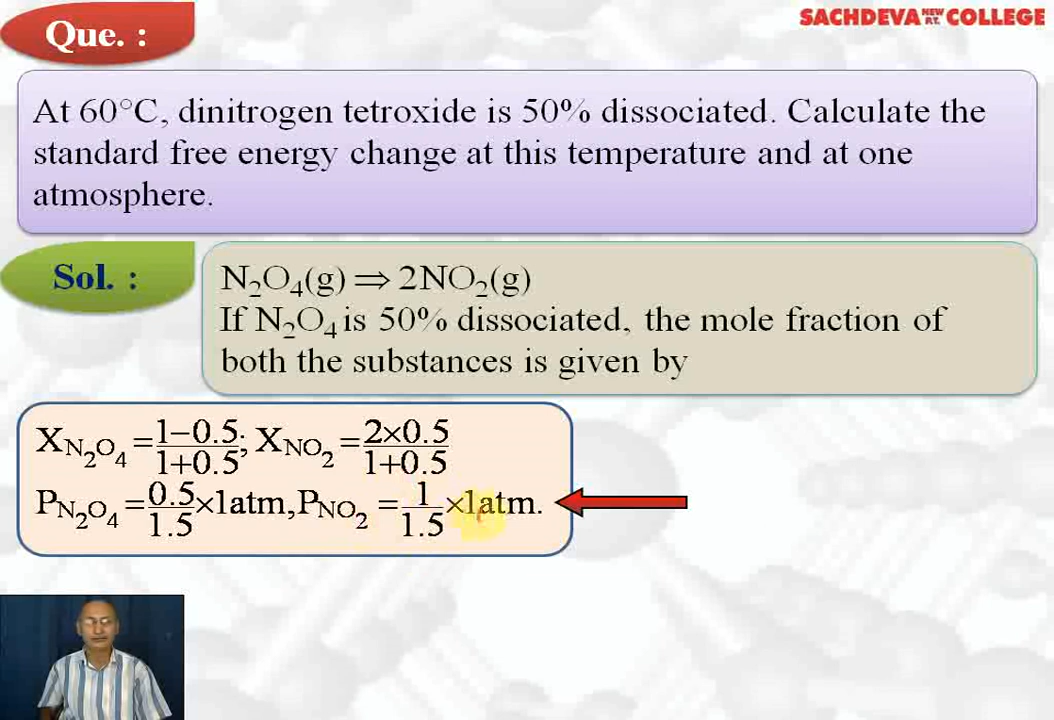 SACHDEVA NEW P.T. COLLEGE
Que. :
At 60°C, dinitrogen tetroxide is 50% dissociated. Calculate the
standard free energy change at this temperature and at one
atmosphere.
Sol. :
N₂O₄(g) ⇒ 2NO₂(g)
If N₂O₄ is 50% dissociated, the mole fraction of
both the substances is given by
X_N₂O₄ = (1−0.5)/(1+0.5); X_NO₂ = (2×0.5)/(1+0.5)
P_N₂O₄ = 0.5/1.5 ×1atm, P_NO₂ = 1/1.5 ×1atm.